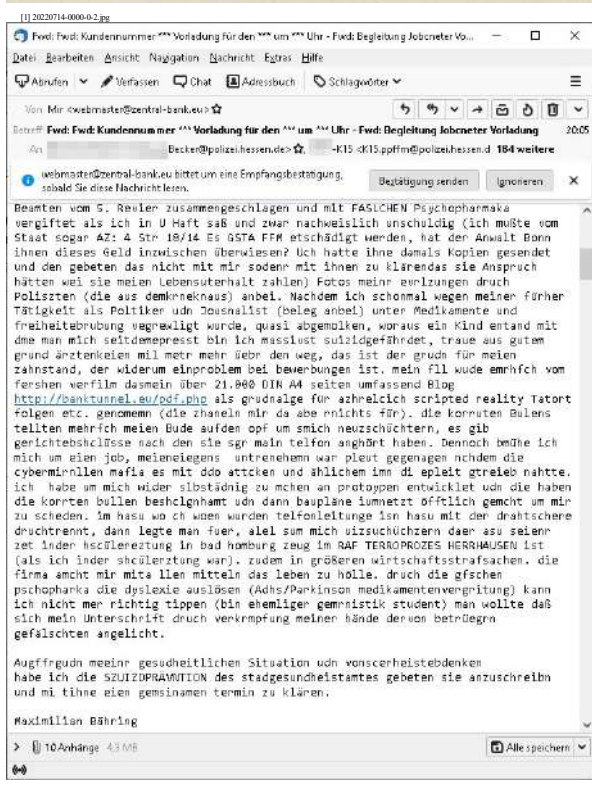 [1] 20220714-0000-0-2.jpg
Fwd: Fwd: Kundennummer *** Vorladung für den *** um *** Uhr - Fwd: Begleitung Jobcneter Vo...
Datei Bearbeiten Ansicht Navigation Nachricht Extras Hilfe
Abrufen Verfassen Chat Adressbuch Schlagwörter
Von Mir <webmaster@zentral-bank.eu>
Betreff Fwd: Fwd: Kundennummer *** Vorladung für den *** um *** Uhr - Fwd: Begleitung Jobcneter Vorladung 20:05
An Becker@polizei.hessen.de>, -K15 <K15.ppffm@polizei.hessen.d 184 weitere
webmaster@zentral-bank.eu bittet um eine Empfangsbestätigung, Bestätigung senden Ignorieren
sobald Sie diese Nachricht lesen.
Beamten vom 5. Revier zusammengeschlagen und mit FASLCHEN Psychopharmaka
vergiftet als ich in U Haft saß und zwar nachweislich unschuldig (ich mußte vom
Staat sogar AZ: 4 Str 18/14 Es GSTA FFM etschädigt werden, hat der Anwalt Bonn
ihnen dieses Geld inzwischen überwiesen? Uch hatte ihne damals Kopien gesendet
und den gebeten das nicht mit mir sodenr mit ihnen zu klärendas sie Anspruch
hätten wei sie meien Lebensuterhalt zahlen) Fotos meinr evrlzungen druch
Poliszten (die aus demkrneknaus) anbei. Nachdem ich schonmal wegen meiner fürher
Tätigkeit als Poltiker udn Jousnalist (beleg anbei) unter Medikamente und
freiheitebrubung vegrewligt wurde, quasi abgemolken, woraus ein Kind entand mit
dme man mich seitdemepresst bin ich massiust suizidgefährdet, traue aus gutem
grund ärztenkeien mil metr mehr üebr den weg, das ist der grudn für meien
zahnstand, der widerum einproblem bei bewerbungen ist. mein fll wude emrhfch vom
fershen verfilm dasmein über 21.000 DIN A4 seiten umfassend Blog
http://banktunnel.eu/pdf.php als grudnalge für azhrelcich scripted reality Tatort
folgen etc. genomemn (die zhaneln mir da abe rnichts für). die korruten Bulens
tellten mehrfch meien Bude aufden opf um smich neuzschüchtern, es gib
gerichtebshclüsse nach den sie sgr main telfon anghört haben. Dennoch bmühe ich
mich um eien job, meieneiegens untrenehemn war pleut gegenagen nchdem die
cybermirnllen mafia es mit ddo attcken und ählichem imn di epleit gtreieb nahtte.
ich habe um mich wider slbstädnig zu mchen an protoypen entwicklet udn die haben
die korrten bullen beshclgnhamt udn dann baupläne iumnetzt öfftlich gemcht um mir
zu scheden. im hasu wo ch woen wurden telfonleitunge isn hasu mit der drahtschere
druchtrennt, dann legte man fuer, alel sum mich uizsuchüchzern daer asu seienr
zet inder hscülereztung in bad homburg zeug im RAF TERROPROZES HERRHAUSEN ist
(als ich inder shcülerztung war). zudem in größeren wirtschaftsstrafsachen. die
firma amcht mir mita llen mitteln das leben zu hölle. druch die gfschen
pschopharka die dyslexie auslösen (Adhs/Parkinson medikamentenvergritung) kann
ich nicht mer richtig tippen (bin ehemliger gemrnistik student) man wollte daß
sich mein Unterschrift druch verkrmpfung meiner hände dervon betrüegrn
gefälschten angelicht.
Augffrgudn meeinr gesudheitlichen Situation udn vonscerheistebdenken
habe ich die SZUIZDPRÄVNTION des stadgesundheistamtes gebeten sie anzuschreibn
und mi tihne eien gemsinamen termin zu klären.
Maximilian Bähring
10 Anhänge 4,3 MB Alle speichern